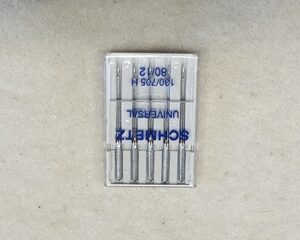 SCHMETZ
UNIVERSAL
130/705 H
80/12